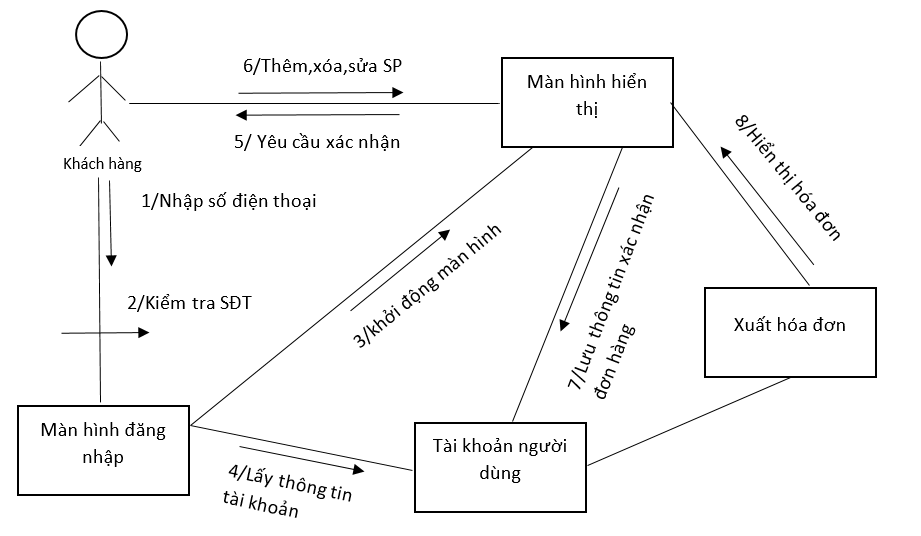 6/Thêm,xóa,sửa SP
Màn hình hiển
thị
5/ Yêu cầu xác nhận
8/Hiển thị hóa đơn
Khách hàng
1/Nhập số điện thoại
2/Kiểm tra SĐT
3/khởi động màn hình
7/Lưu thông tin xác nhận
đơn hàng
Xuất hóa đơn
Màn hình đăng
nhập
Tài khoản người
dùng
4/Lấy thông tin
tài khoản